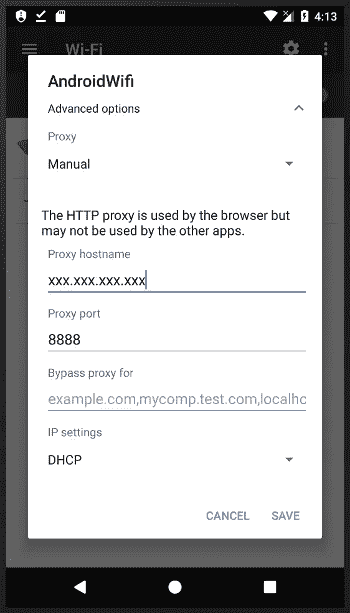 4:13
Wi-Fi
AndroidWifi
Advanced options
Proxy
Manual
The HTTP proxy is used by the browser but
may not be used by the other apps.
Proxy hostname
xxx.xxx.xxx.xxx
Proxy port
8888
Bypass proxy for
example.com,mycomp.test.com,localhc
IP settings
DHCP
CANCEL SAVE